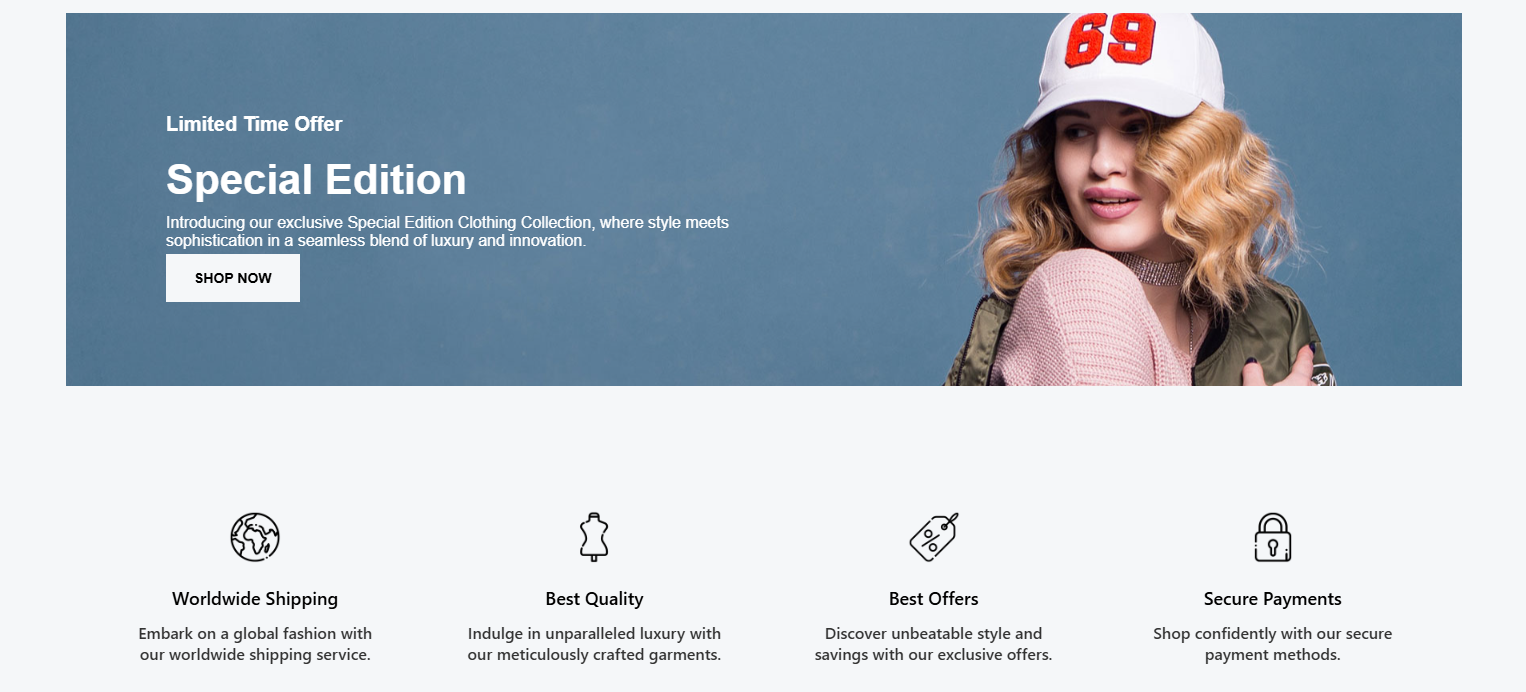 69
Limited Time Offer
Special Edition
Introducing our exclusive Special Edition Clothing Collection, where style meets
sophistication in a seamless blend of luxury and innovation.
SHOP NOW
Worldwide Shipping
Embark on a global fashion with
our worldwide shipping service.
Best Quality
Indulge in unparalleled luxury with
our meticulously crafted garments.
Best Offers
Discover unbeatable style and
savings with our exclusive offers.
Secure Payments
Shop confidently with our secure
payment methods.